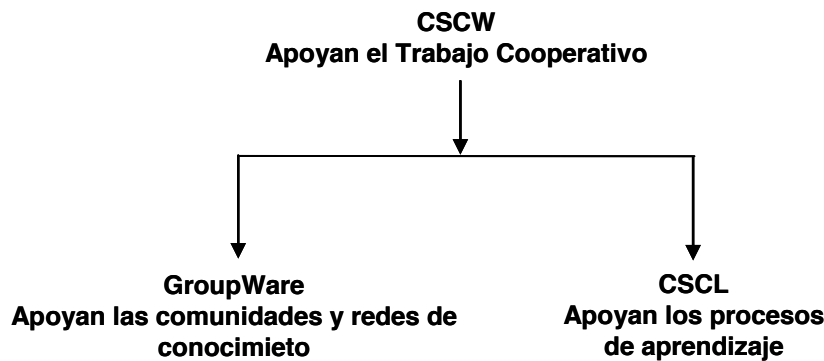 CSCW
Apoyan el Trabajo Cooperativo
GroupWare
Apoyan las comunidades y redes de
conocimieto
CSCL
Apoyan los procesos
de aprendizaje